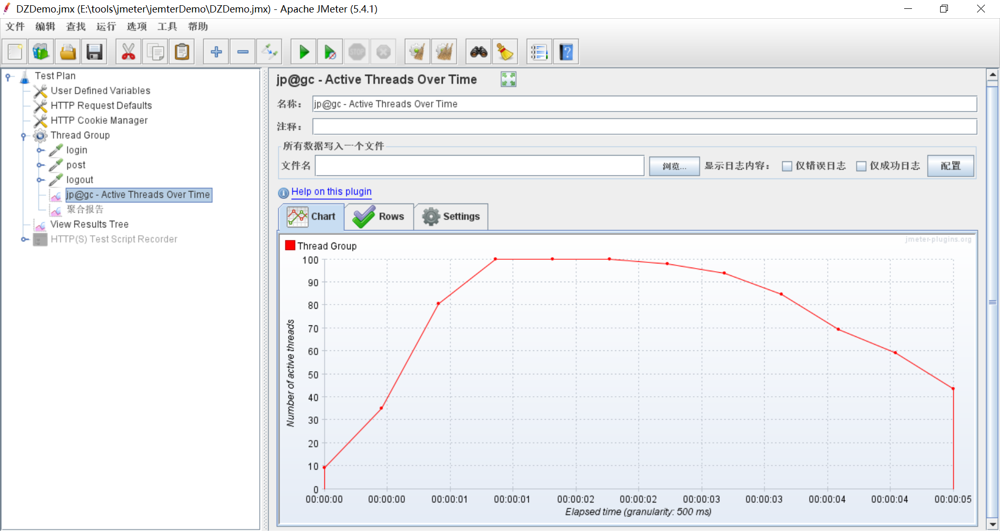 DZDemo.jmx (E:\tools\jmeter\jemterDemo\DZDemo.jmx) - Apache JMeter (5.4.1)
文件 编辑 查找 运行 选项 工具 帮助
STOP
Test Plan
User Defined Variables
HTTP Request Defaults
HTTP Cookie Manager
Thread Group
login
post
logout
jp@gc - Active Threads Over Time
聚合报告
View Results Tree
HTTP(S) Test Script Recorder
jp@gc - Active Threads Over Time
名称： jp@gc - Active Threads Over Time
注释：
所有数据写入一个文件
文件名 浏览... 显示日志内容： 仅错误日志 仅成功日志 配置
Help on this plugin
Chart Rows Settings
jmeter-plugins.org
Thread Group
100
90
80
70
60
50
40
30
20
10
0
Number of active threads
00:00:00 00:00:00 00:00:01 00:00:01 00:00:02 00:00:02 00:00:03 00:00:03 00:00:04 00:00:04 00:00:05
Elapsed time (granularity: 500 ms)